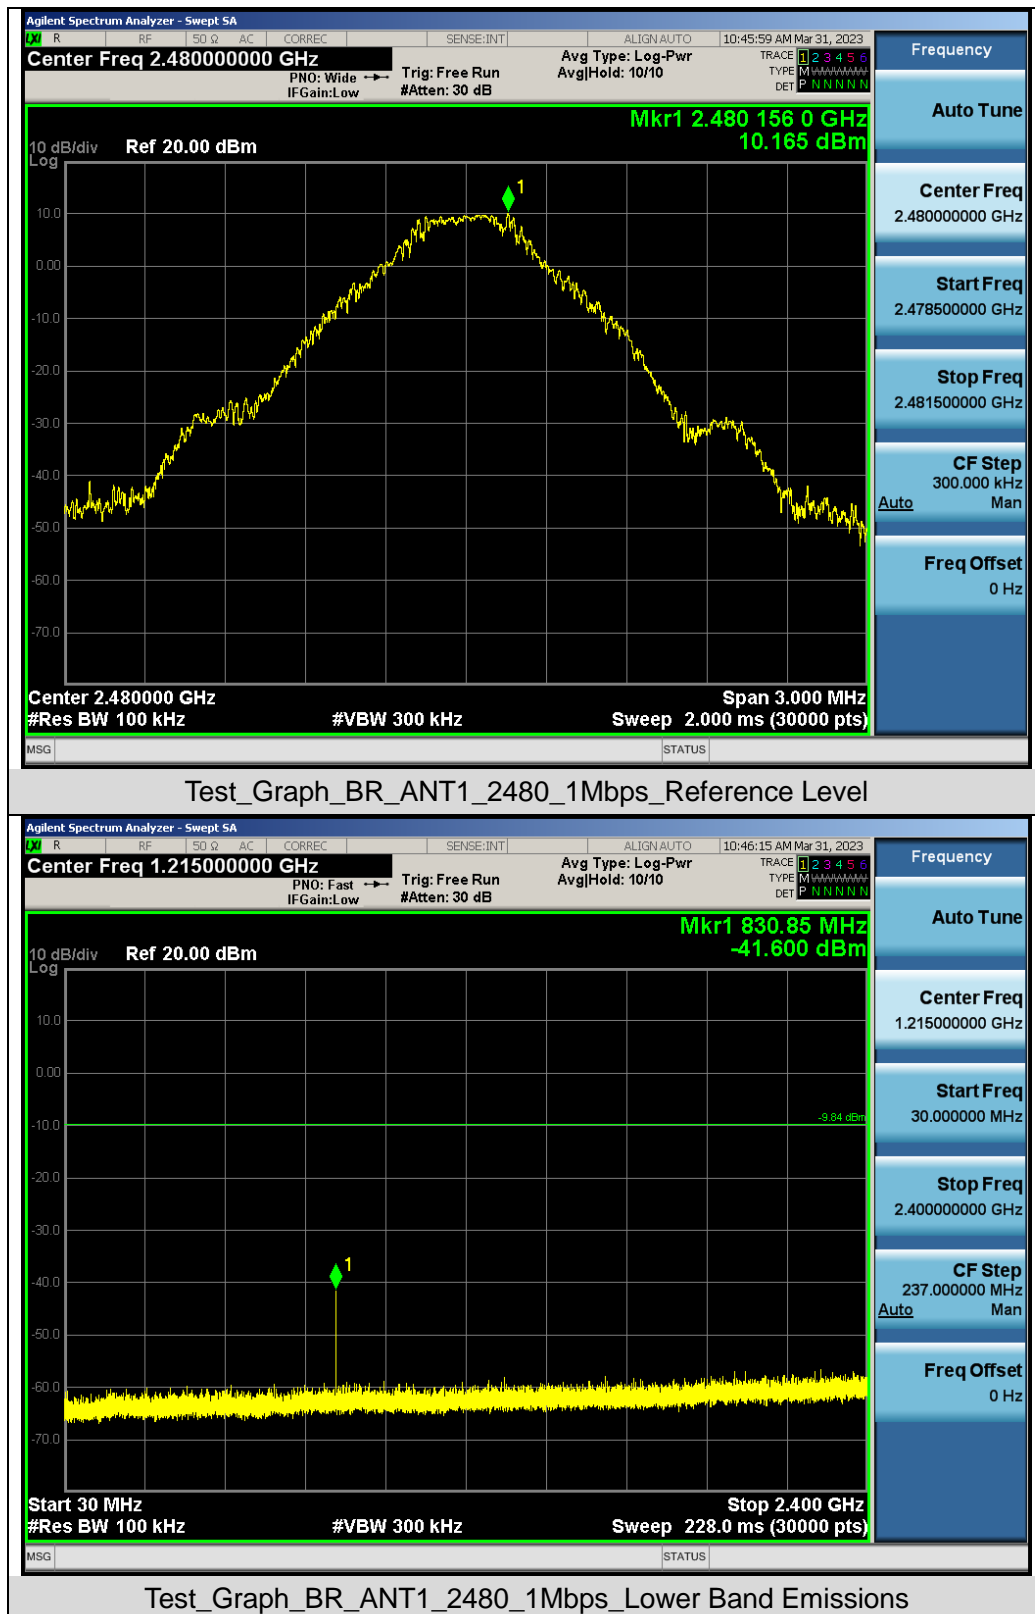 Agilent Spectrum Analyzer - Swept SA
LXI R RF 50 Ω AC CORREC SENSE:INT ALIGN AUTO 10:45:59 AM Mar 31, 2023
Center Freq 2.480000000 GHz
PNO: Wide
IFGain:Low
Trig: Free Run
#Atten: 30 dB
Avg Type: Log-Pwr
Avg|Hold: 10/10
TRACE 1 2 3 4 5 6
TYPE M
DET P N N N N N
Mkr1 2.480 156 0 GHz
10.165 dBm
10 dB/div Ref 20.00 dBm
Log
1
10.0
0.00
-10.0
-20.0
-30.0
-40.0
-50.0
-60.0
-70.0
Center 2.480000 GHz Span 3.000 MHz
#Res BW 100 kHz #VBW 300 kHz Sweep 2.000 ms (30000 pts)
MSG STATUS
Frequency
Auto Tune
Center Freq
2.480000000 GHz
Start Freq
2.478500000 GHz
Stop Freq
2.481500000 GHz
CF Step
300.000 kHz
Auto Man
Freq Offset
0 Hz
Test_Graph_BR_ANT1_2480_1Mbps_Reference Level
Agilent Spectrum Analyzer - Swept SA
LXI R RF 50 Ω AC CORREC SENSE:INT ALIGN AUTO 10:46:15 AM Mar 31, 2023
Center Freq 1.215000000 GHz
PNO: Fast
IFGain:Low
Trig: Free Run
#Atten: 30 dB
Avg Type: Log-Pwr
Avg|Hold: 10/10
TRACE 1 2 3 4 5 6
TYPE M
DET P N N N N N
Mkr1 830.85 MHz
-41.600 dBm
10 dB/div Ref 20.00 dBm
Log
10.0
0.00
-9.84 dBm
-10.0
-20.0
-30.0
1
-40.0
-50.0
-60.0
-70.0
Start 30 MHz Stop 2.400 GHz
#Res BW 100 kHz #VBW 300 kHz Sweep 228.0 ms (30000 pts)
MSG STATUS
Frequency
Auto Tune
Center Freq
1.215000000 GHz
Start Freq
30.000000 MHz
Stop Freq
2.400000000 GHz
CF Step
237.000000 MHz
Auto Man
Freq Offset
0 Hz
Test_Graph_BR_ANT1_2480_1Mbps_Lower Band Emissions